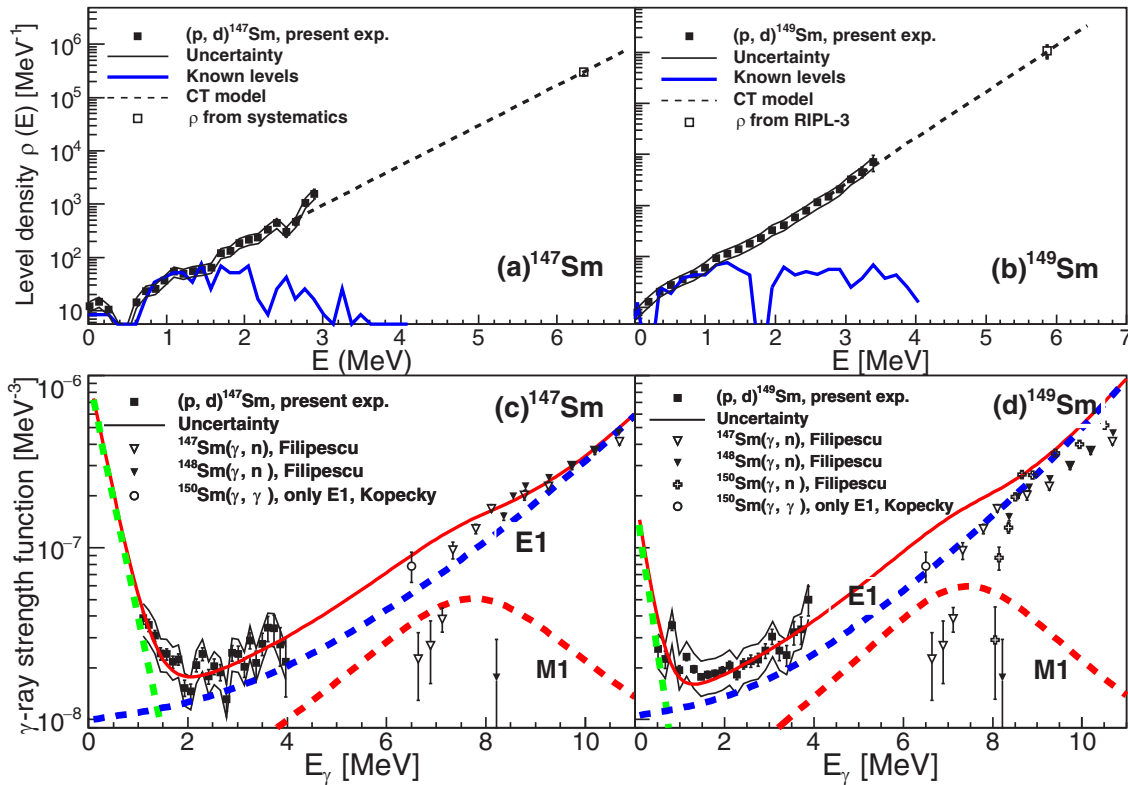 Level density ρ (E) [MeV⁻¹]
10⁶
10⁵
10⁴
10³
10²
10
(p, d)¹⁴⁷Sm, present exp.
Uncertainty
Known levels
CT model
ρ from systematics
(a)¹⁴⁷Sm
0 1 2 3 4 5 6
E (MeV)
(p, d)¹⁴⁹Sm, present exp.
Uncertainty
Known levels
CT model
ρ from RIPL-3
(b)¹⁴⁹Sm
0 1 2 3 4 5 6 7
E [MeV]
γ-ray strength function [MeV⁻³]
10⁻⁶
10⁻⁷
10⁻⁸
(c)¹⁴⁷Sm
(p, d)¹⁴⁷Sm, present exp.
Uncertainty
¹⁴⁷Sm(γ, n), Filipescu
¹⁴⁸Sm(γ, n ), Filipescu
¹⁵⁰Sm(γ, γ ), only E1, Kopecky
E1
M1
0 2 4 6 8 10
Eγ [MeV]
(d)¹⁴⁹Sm
(p, d)¹⁴⁹Sm, present exp.
Uncertainty
¹⁴⁷Sm(γ, n), Filipescu
¹⁴⁸Sm(γ, n), Filipescu
¹⁵⁰Sm(γ, n), Filipescu
¹⁵⁰Sm(γ, γ ), only E1, Kopecky
E1
M1
0 2 4 6 8 10
Eγ [MeV]